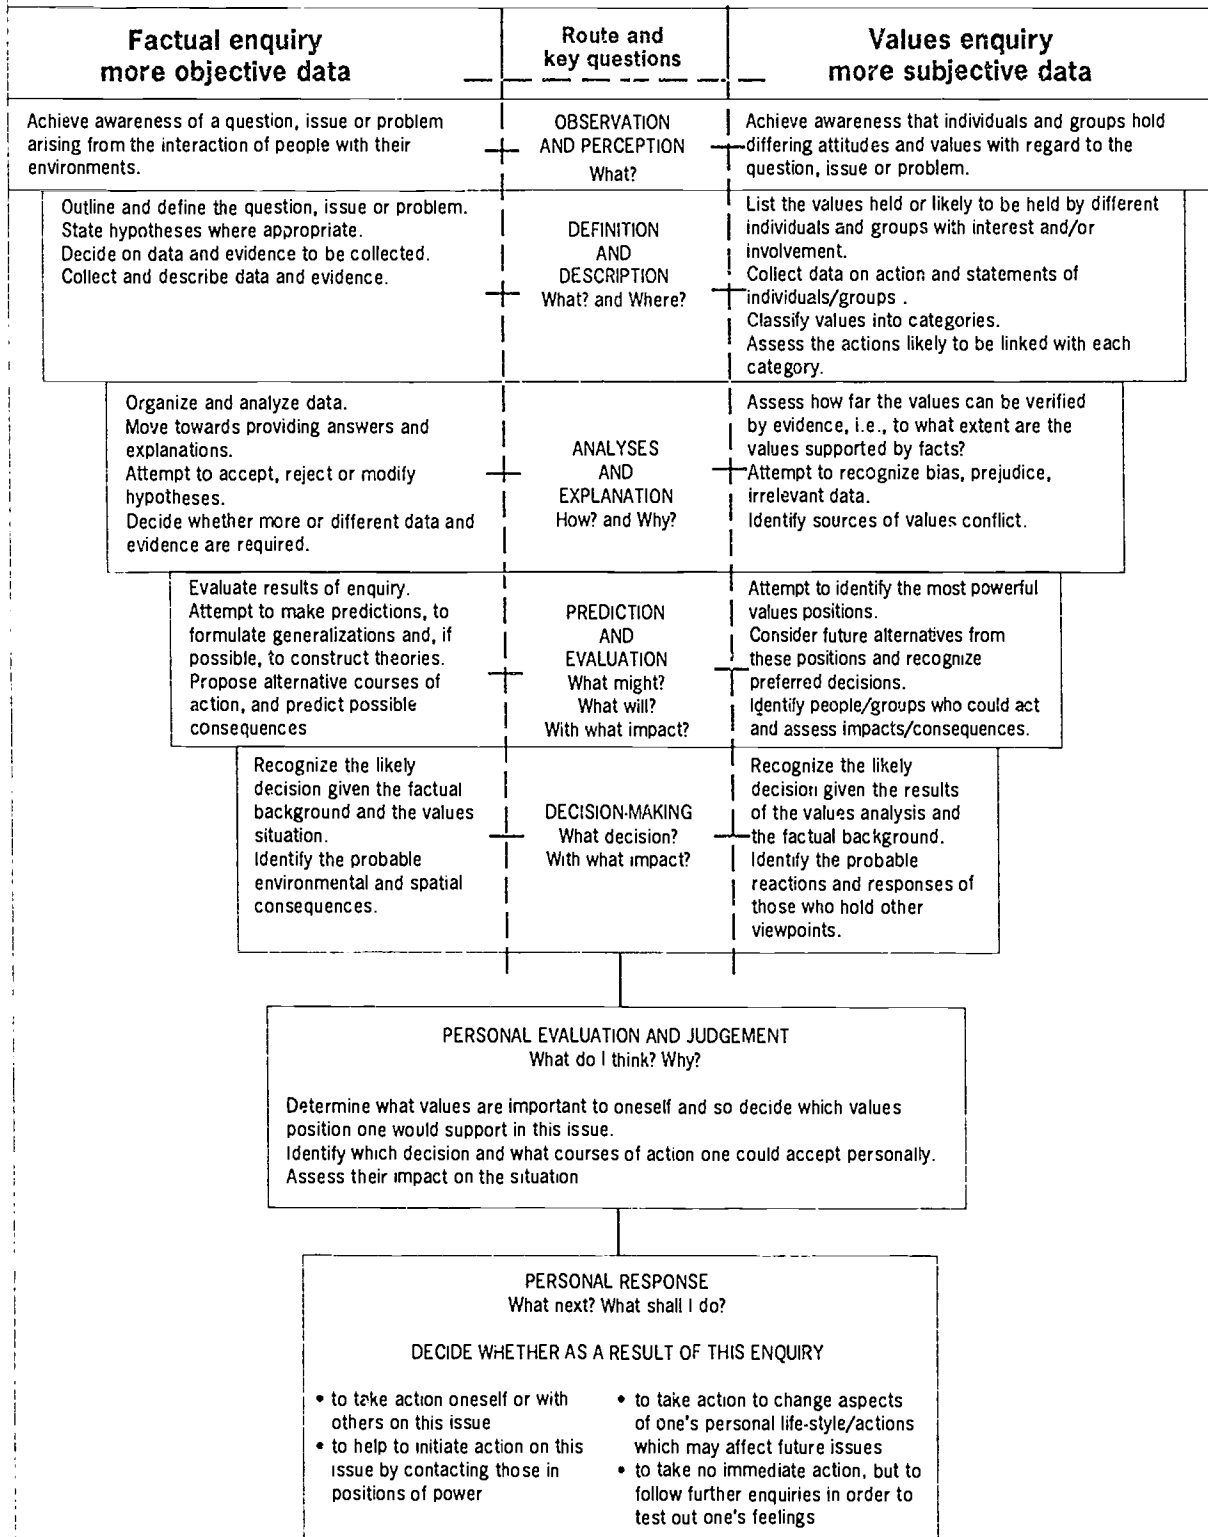 Factual enquiry
more objective data
Route and
key questions
Values enquiry
more subjective data
Achieve awareness of a question, issue or problem
arising from the interaction of people with their
environments.
OBSERVATION
AND PERCEPTION
What?
Achieve awareness that individuals and groups hold
differing attitudes and values with regard to the
question, issue or problem.
Outline and define the question, issue or problem.
State hypotheses where appropriate.
Decide on data and evidence to be collected.
Collect and describe data and evidence.
DEFINITION
AND
DESCRIPTION
What? and Where?
List the values held or likely to be held by different
individuals and groups with interest and/or
involvement.
Collect data on action and statements of
individuals/groups .
Classify values into categories.
Assess the actions likely to be linked with each
category.
Organize and analyze data.
Move towards providing answers and
explanations.
Attempt to accept, reject or modify
hypotheses.
Decide whether more or different data and
evidence are required.
ANALYSES
AND
EXPLANATION
How? and Why?
Assess how far the values can be verified
by evidence, i.e., to what extent are the
values supported by facts?
Attempt to recognize bias, prejudice,
irrelevant data.
Identify sources of values conflict.
Evaluate results of enquiry.
Attempt to make predictions, to
formulate generalizations and, if
possible, to construct theories.
Propose alternative courses of
action, and predict possible
consequences
PREDICTION
AND
EVALUATION
What might?
What will?
With what impact?
Attempt to identify the most powerful
values positions.
Consider future alternatives from
these positions and recognize
preferred decisions.
Identify people/groups who could act
and assess impacts/consequences.
Recognize the likely
decision given the factual
background and the values
situation.
Identify the probable
environmental and spatial
consequences.
DECISION-MAKING
What decision?
With what impact?
Recognize the likely
decision given the results
of the values analysis and
the factual background.
Identify the probable
reactions and responses of
those who hold other
viewpoints.
PERSONAL EVALUATION AND JUDGEMENT
What do I think? Why?
Determine what values are important to oneself and so decide which values
position one would support in this issue.
Identify which decision and what courses of action one could accept personally.
Assess their impact on the situation
PERSONAL RESPONSE
What next? What shall I do?
DECIDE WHETHER AS A RESULT OF THIS ENQUIRY
• to take action oneself or with
others on this issue
• to help to initiate action on this
issue by contacting those in
positions of power
• to take action to change aspects
of one's personal life-style/actions
which may affect future issues
• to take no immediate action, but to
follow further enquiries in order to
test out one's feelings